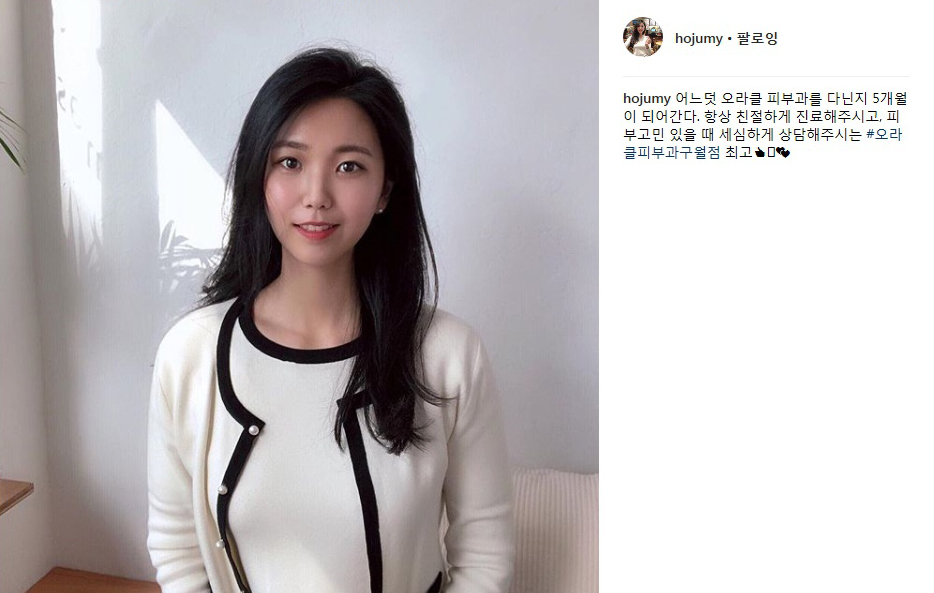 hojumy • 팔로잉
hojumy 어느덧 오라클 피부과를 다닌지 5개월
이 되어간다. 항상 친절하게 진료해주시고, 피
부고민 있을 때 세심하게 상담해주시는 #오라
클피부과구월점 최고